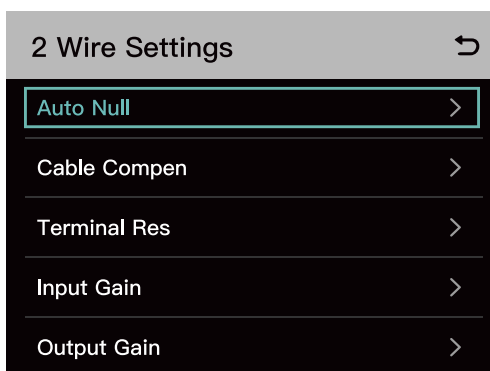 2 Wire Settings
Auto Null
Cable Compen
Terminal Res
Input Gain
Output Gain